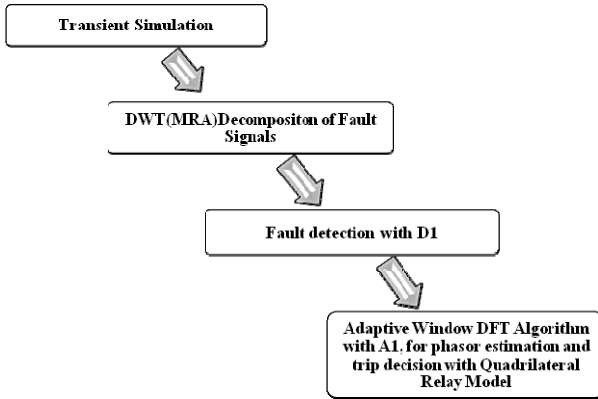 Transient Simulation
DWT(MRA)Decompositon of Fault
Signals
Fault detection with D1
Adaptive Window DFT Algorithm
with A1, for phasor estimation and
trip decision with Quadrilateral
Relay Model